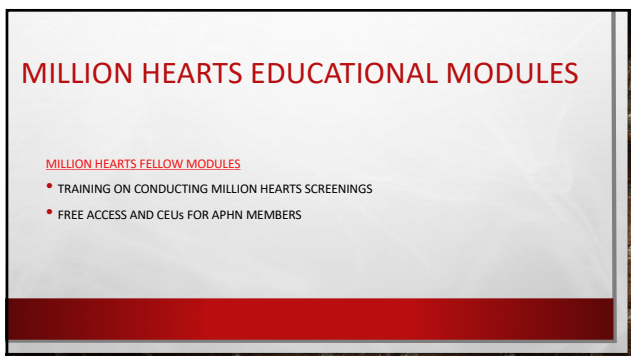 MILLION HEARTS EDUCATIONAL MODULES
MILLION HEARTS FELLOW MODULES
• TRAINING ON CONDUCTING MILLION HEARTS SCREENINGS
• FREE ACCESS AND CEUs FOR APHN MEMBERS